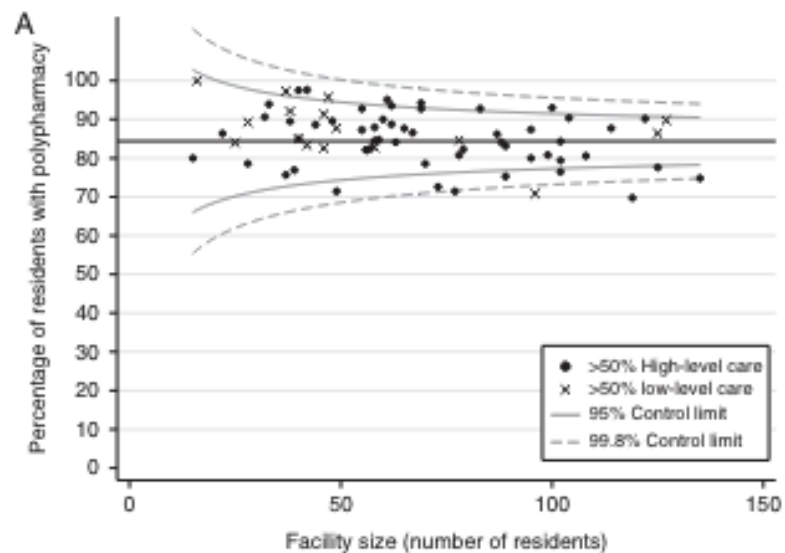 A
Percentage of residents with polypharmacy
100
90
80
70
60
50
40
30
20
10
0
>50% High-level care
>50% low-level care
95% Control limit
99.8% Control limit
0 50 100 150
Facility size (number of residents)